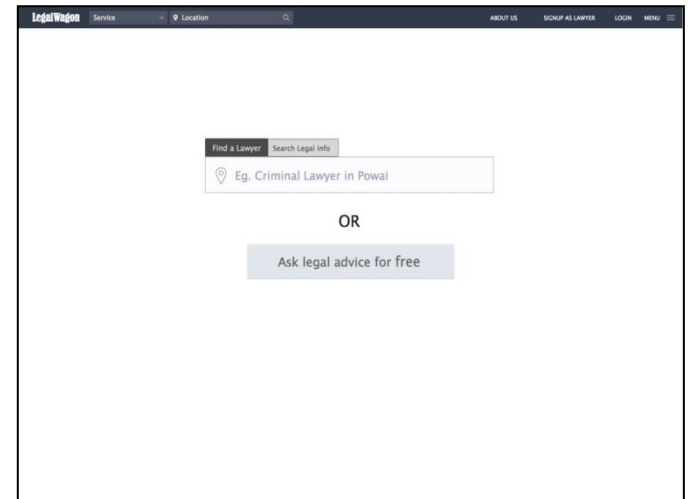 LegalWagon Service Location ABOUT US SIGNUP AS LAWYER LOGIN MENU
Find a Lawyer Search Legal info
Eg. Criminal Lawyer in Powai
OR
Ask legal advice for free